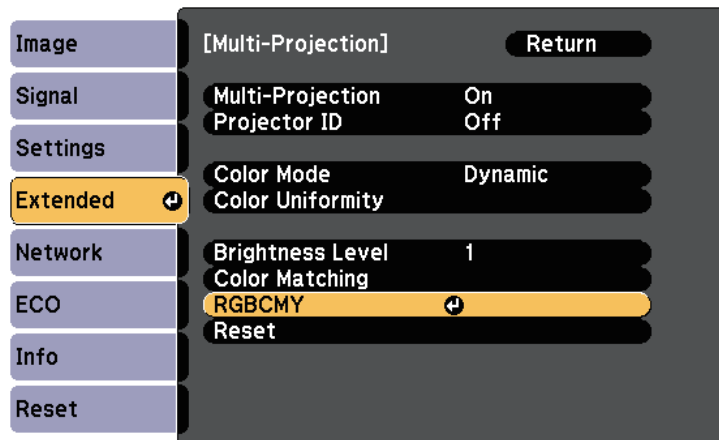 Image
Signal
Settings
Extended
Network
ECO
Info
Reset
[Multi-Projection] Return
Multi-Projection On
Projector ID Off
Color Mode Dynamic
Color Uniformity
Brightness Level 1
Color Matching
RGBCMY
Reset